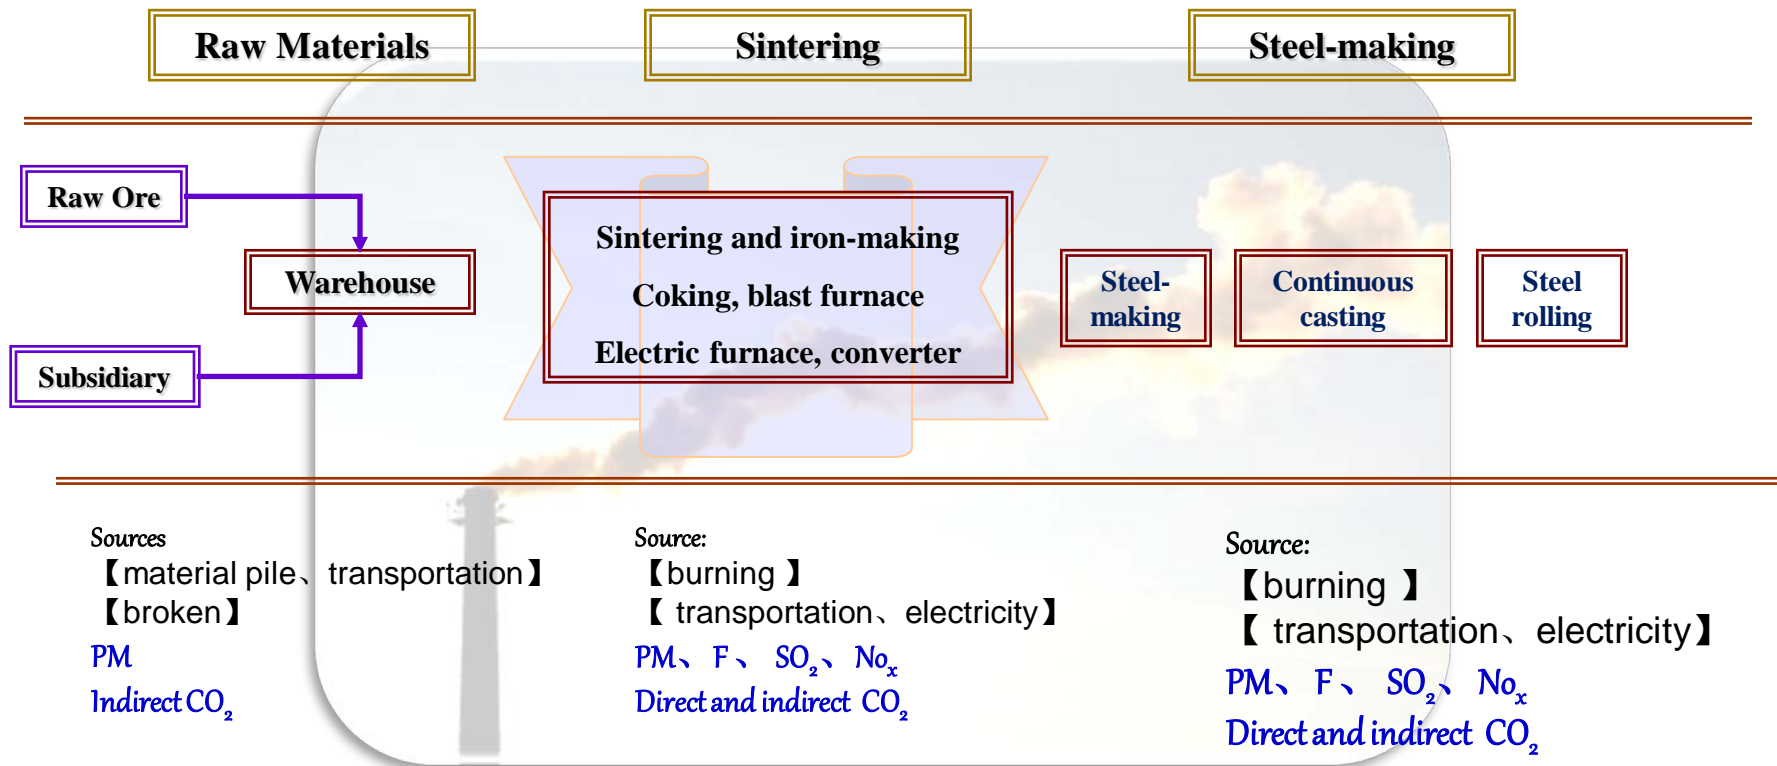 Raw Materials
Sintering
Steel-making
Raw Ore
Warehouse
Subsidiary
Sintering and iron-making
Coking, blast furnace
Electric furnace, converter
Steel-
making
Continuous
casting
Steel
rolling
Sources
【material pile、transportation】
【broken】
PM
Indirect CO₂
Source:
【burning 】
【 transportation、electricity】
PM、 F 、 SO₂、 Noₓ
Direct and indirect CO₂
Source:
【burning 】
【 transportation、electricity】
PM、 F 、 SO₂、 Noₓ
Direct and indirect CO₂